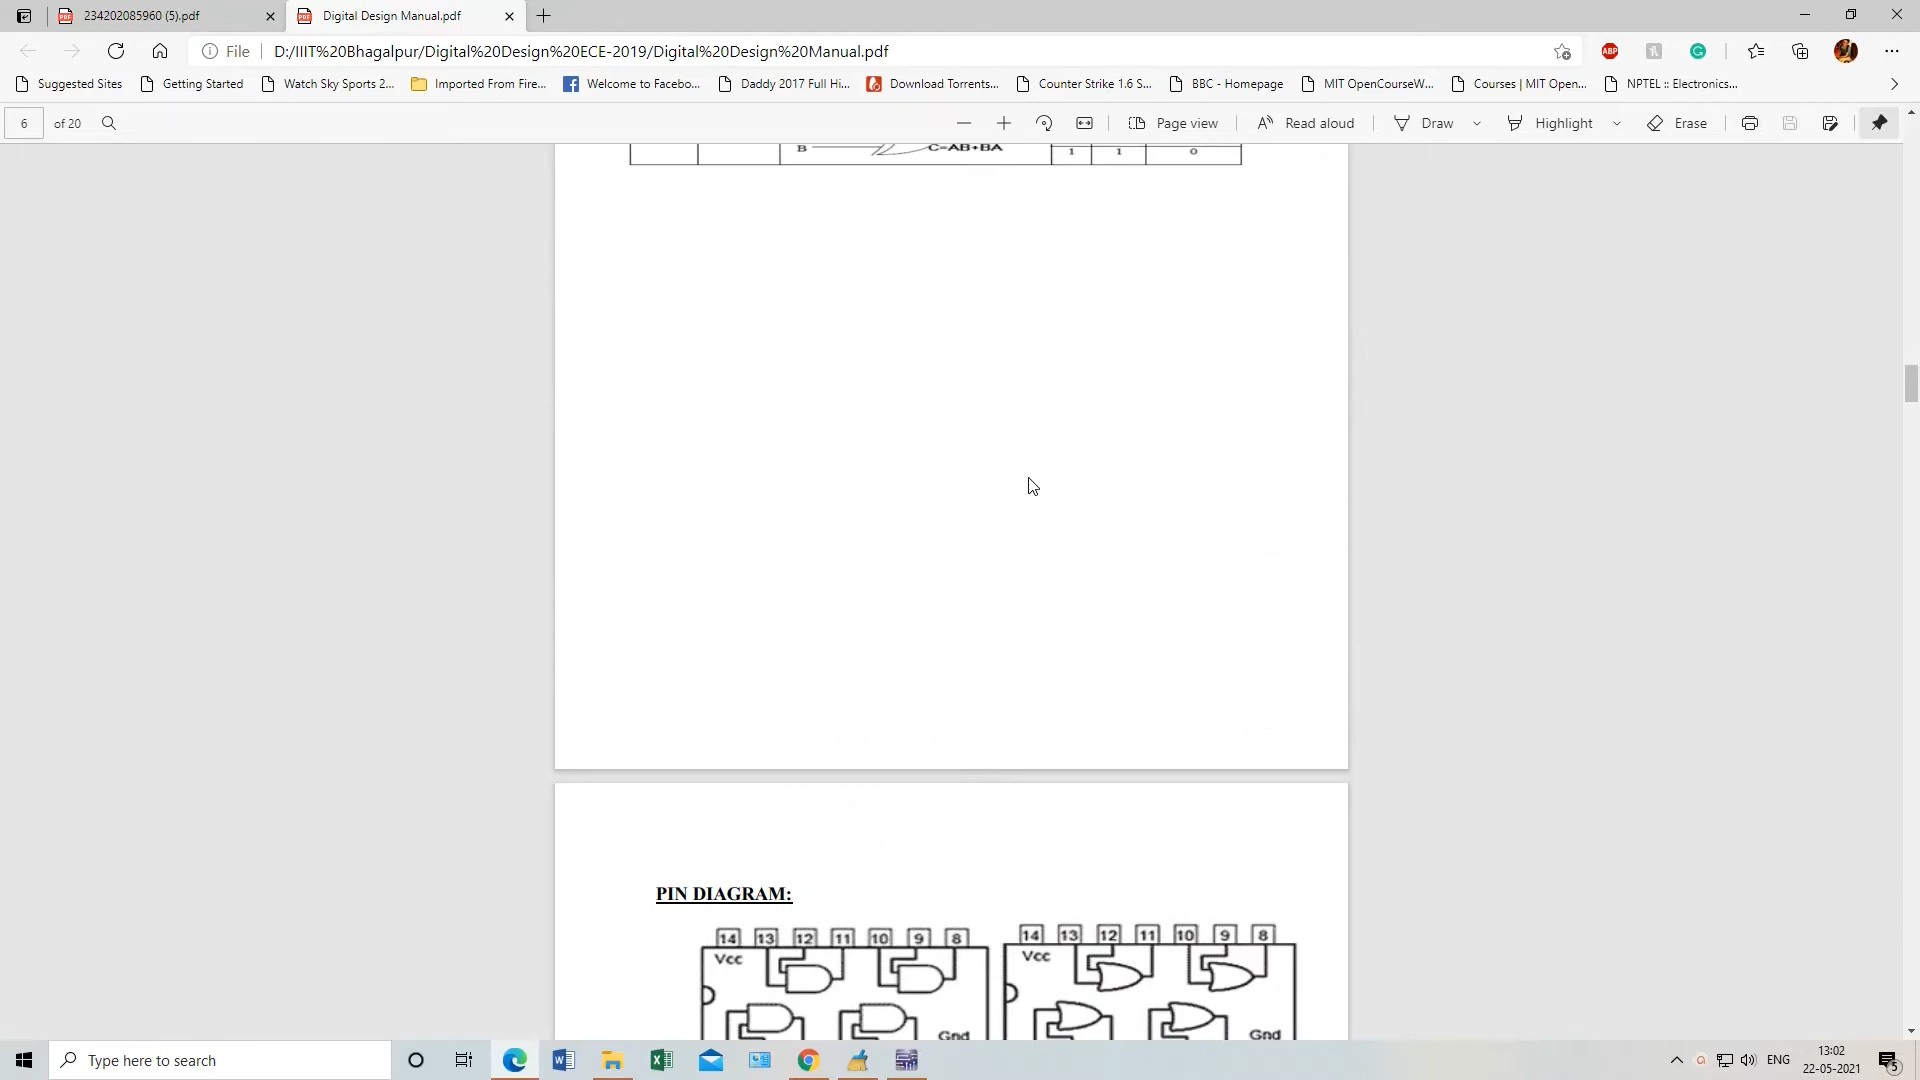 234202085960 (5).pdf
Digital Design Manual.pdf
File
D:/IIIT%20Bhagalpur/Digital%20Design%20ECE-2019/Digital%20Design%20Manual.pdf
ABP
Suggested Sites
Getting Started
Watch Sky Sports 2...
Imported From Fire...
Welcome to Facebo...
Daddy 2017 Full Hi...
Download Torrents...
Counter Strike 1.6 S...
BBC - Homepage
MIT OpenCourseW...
Courses | MIT Open...
NPTEL :: Electronics...
6 of 20
Page view
Read aloud
Draw
Highlight
Erase
B C=AB+BA 1 1 0
PIN DIAGRAM:
14 13 12 11 10 9 8
Vcc
Gnd
14 13 12 11 10 9 8
Vcc
Gnd
Type here to search
ENG
13:02
22-05-2021
5